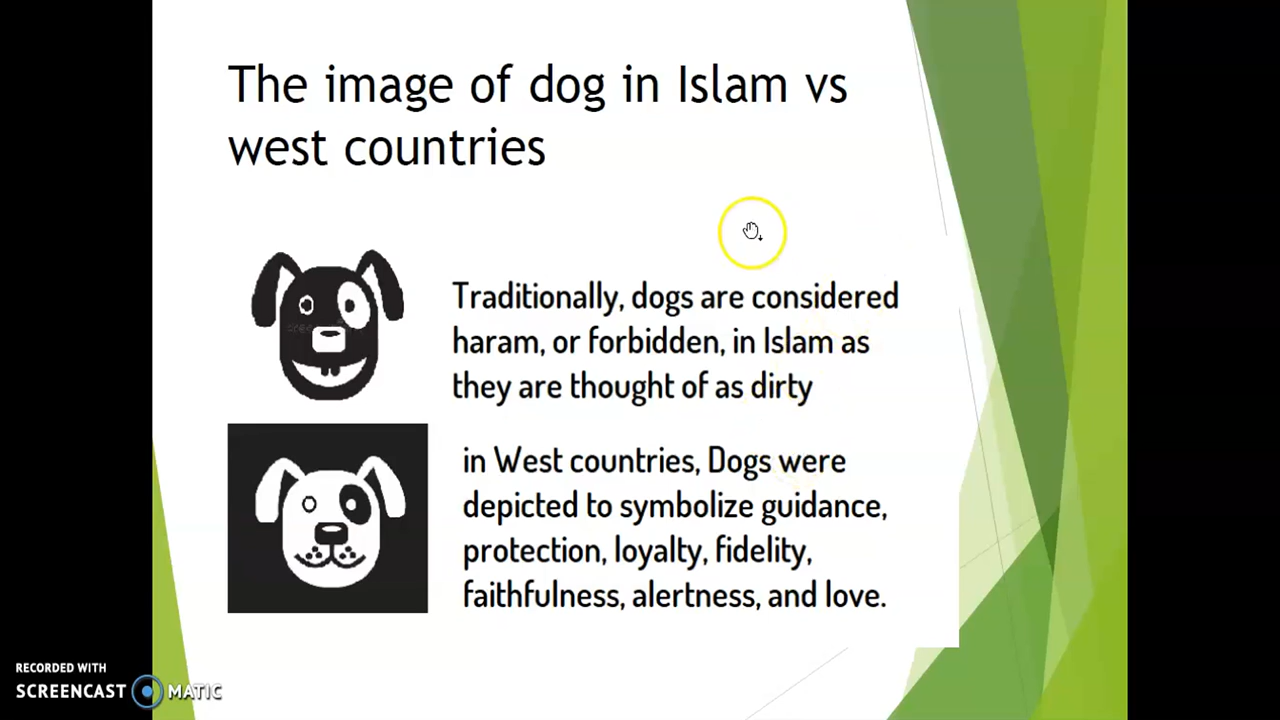 The image of dog in Islam vs
west countries
Traditionally, dogs are considered
haram, or forbidden, in Islam as
they are thought of as dirty
in West countries, Dogs were
depicted to symbolize guidance,
protection, loyalty, fidelity,
faithfulness, alertness, and love.
RECORDED WITH
SCREENCAST MATIC